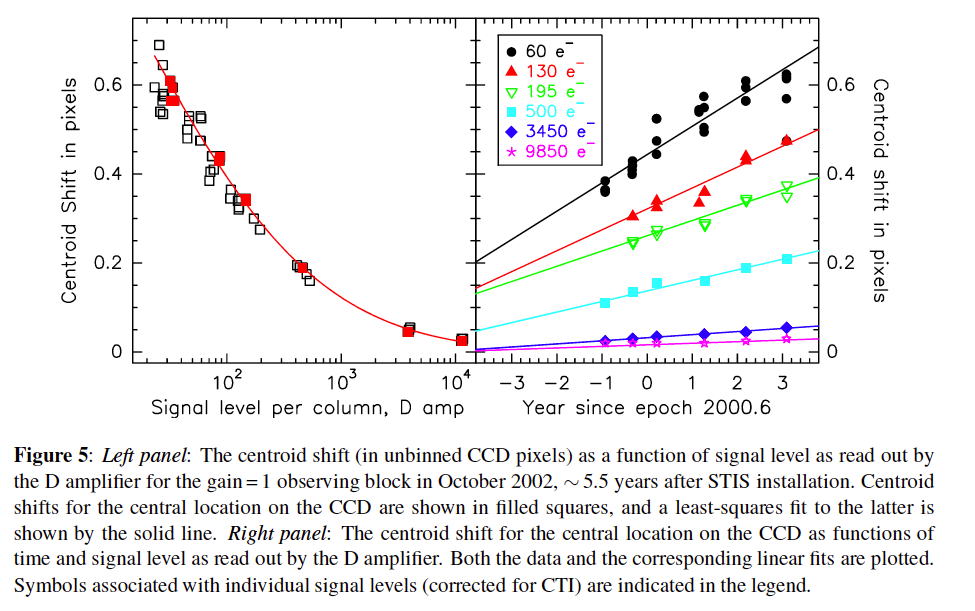 Centroid Shift in pixels
0.6
0.4
0.2
0
10²
10³
10⁴
Signal level per column, D amp
60 e⁻
130 e⁻
195 e⁻
500 e⁻
3450 e⁻
9850 e⁻
−3
−2
−1
0
1
2
3
Year since epoch 2000.6
0.6
0.4
0.2
0
Centroid shift in pixels
Figure 5: Left panel: The centroid shift (in unbinned CCD pixels) as a function of signal level as read out by
the D amplifier for the gain = 1 observing block in October 2002, ∼ 5.5 years after STIS installation. Centroid
shifts for the central location on the CCD are shown in filled squares, and a least-squares fit to the latter is
shown by the solid line. Right panel: The centroid shift for the central location on the CCD as functions of
time and signal level as read out by the D amplifier. Both the data and the corresponding linear fits are plotted.
Symbols associated with individual signal levels (corrected for CTI) are indicated in the legend.